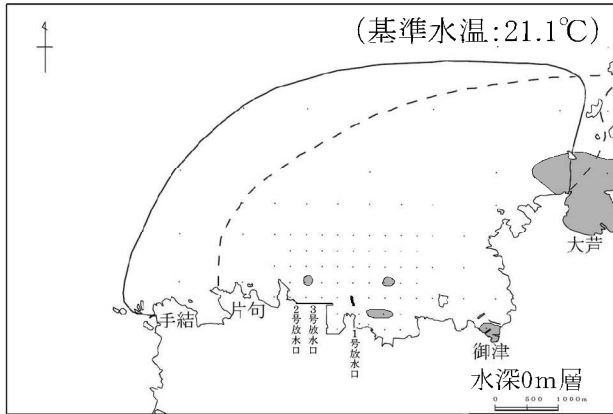 (基準水温:21.1℃)
大芦
手結
片句
2号放水口
3号放水口
1号放水口
御津
水深0m層
0 500 1000m